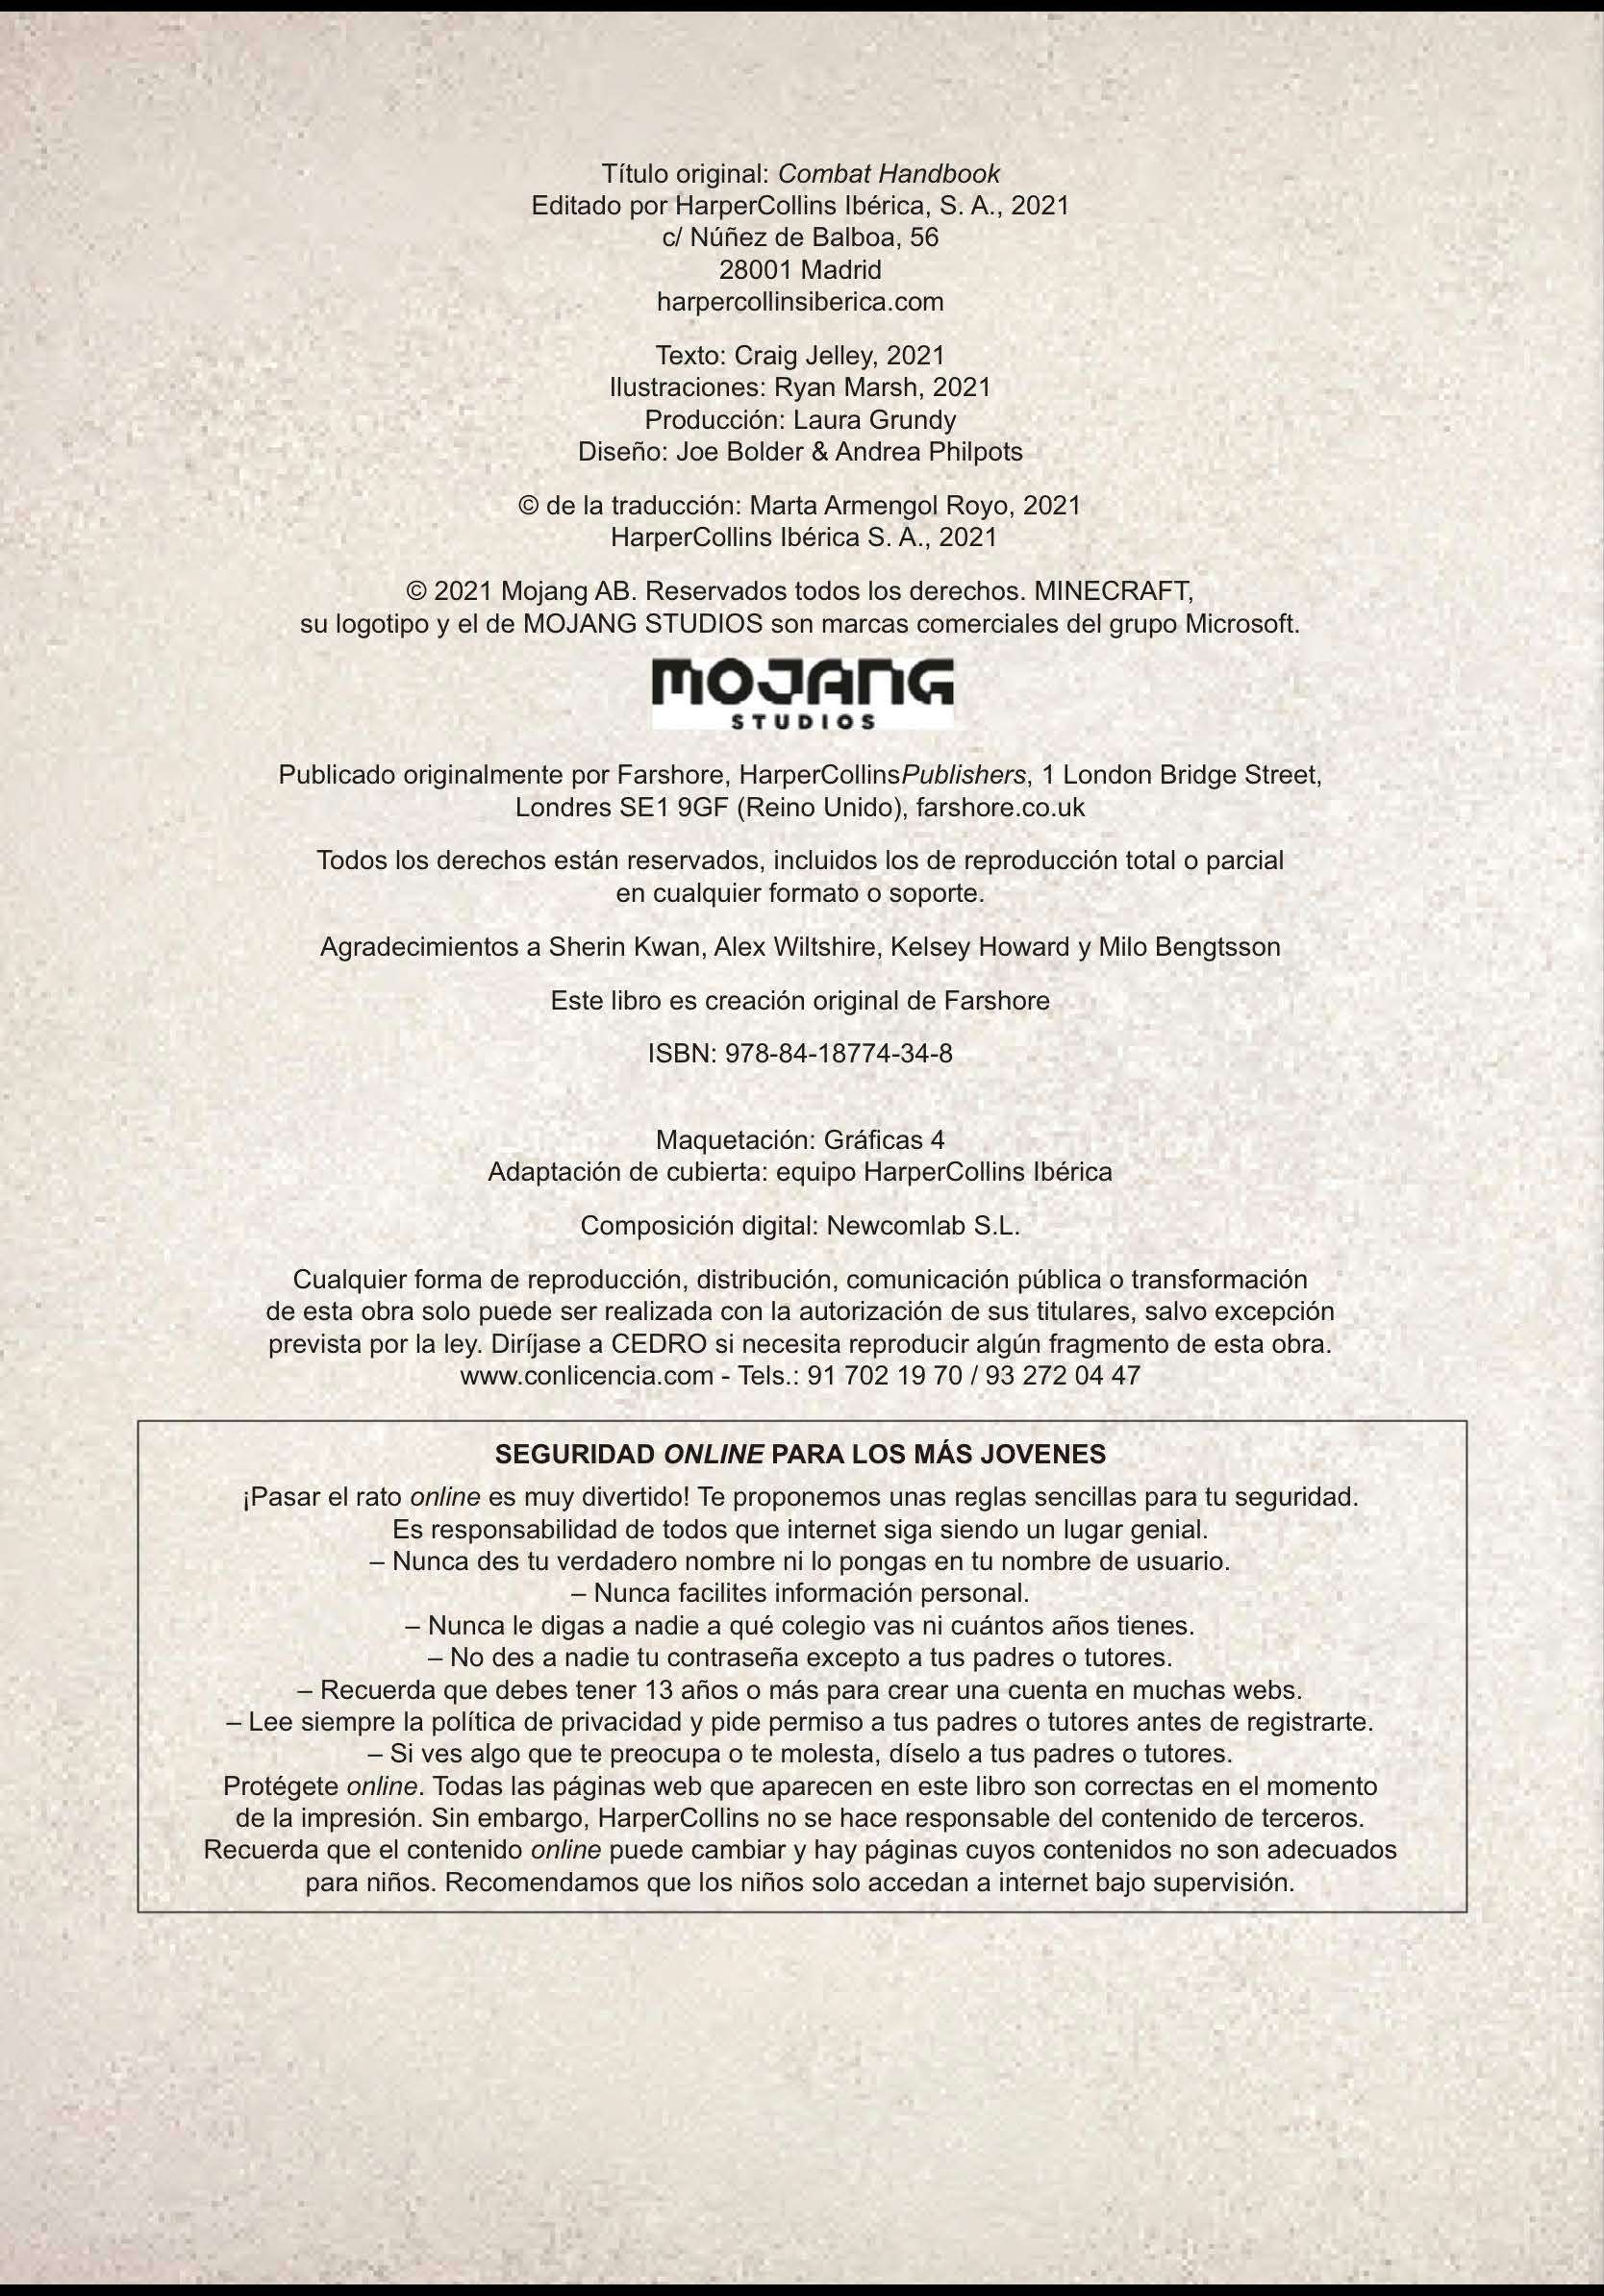 Título original: Combat Handbook
Editado por HarperCollins Ibérica, S. A., 2021
c/ Núñez de Balboa, 56
28001 Madrid
harpercollinsiberica.com
Texto: Craig Jelley, 2021
Ilustraciones: Ryan Marsh, 2021
Producción: Laura Grundy
Diseño: Joe Bolder & Andrea Philpots
© de la traducción: Marta Armengol Royo, 2021
HarperCollins Ibérica S. A., 2021
© 2021 Mojang AB. Reservados todos los derechos. MINECRAFT,
su logotipo y el de MOJANG STUDIOS son marcas comerciales del grupo Microsoft.
MOJANG
STUDIOS
Publicado originalmente por Farshore, HarperCollinsPublishers, 1 London Bridge Street,
Londres SE1 9GF (Reino Unido), farshore.co.uk
Todos los derechos están reservados, incluidos los de reproducción total o parcial
en cualquier formato o soporte.
Agradecimientos a Sherin Kwan, Alex Wiltshire, Kelsey Howard y Milo Bengtsson
Este libro es creación original de Farshore
ISBN: 978-84-18774-34-8
Maquetación: Gráficas 4
Adaptación de cubierta: equipo HarperCollins Ibérica
Composición digital: Newcomlab S.L.
Cualquier forma de reproducción, distribución, comunicación pública o transformación
de esta obra solo puede ser realizada con la autorización de sus titulares, salvo excepción
prevista por la ley. Diríjase a CEDRO si necesita reproducir algún fragmento de esta obra.
www.conlicencia.com - Tels.: 91 702 19 70 / 93 272 04 47
SEGURIDAD ONLINE PARA LOS MÁS JOVENES
¡Pasar el rato online es muy divertido! Te proponemos unas reglas sencillas para tu seguridad.
Es responsabilidad de todos que internet siga siendo un lugar genial.
– Nunca des tu verdadero nombre ni lo pongas en tu nombre de usuario.
– Nunca facilites información personal.
– Nunca le digas a nadie a qué colegio vas ni cuántos años tienes.
– No des a nadie tu contraseña excepto a tus padres o tutores.
– Recuerda que debes tener 13 años o más para crear una cuenta en muchas webs.
– Lee siempre la política de privacidad y pide permiso a tus padres o tutores antes de registrarte.
– Si ves algo que te preocupa o te molesta, díselo a tus padres o tutores.
Protégete online. Todas las páginas web que aparecen en este libro son correctas en el momento
de la impresión. Sin embargo, HarperCollins no se hace responsable del contenido de terceros.
Recuerda que el contenido online puede cambiar y hay páginas cuyos contenidos no son adecuados
para niños. Recomendamos que los niños solo accedan a internet bajo supervisión.